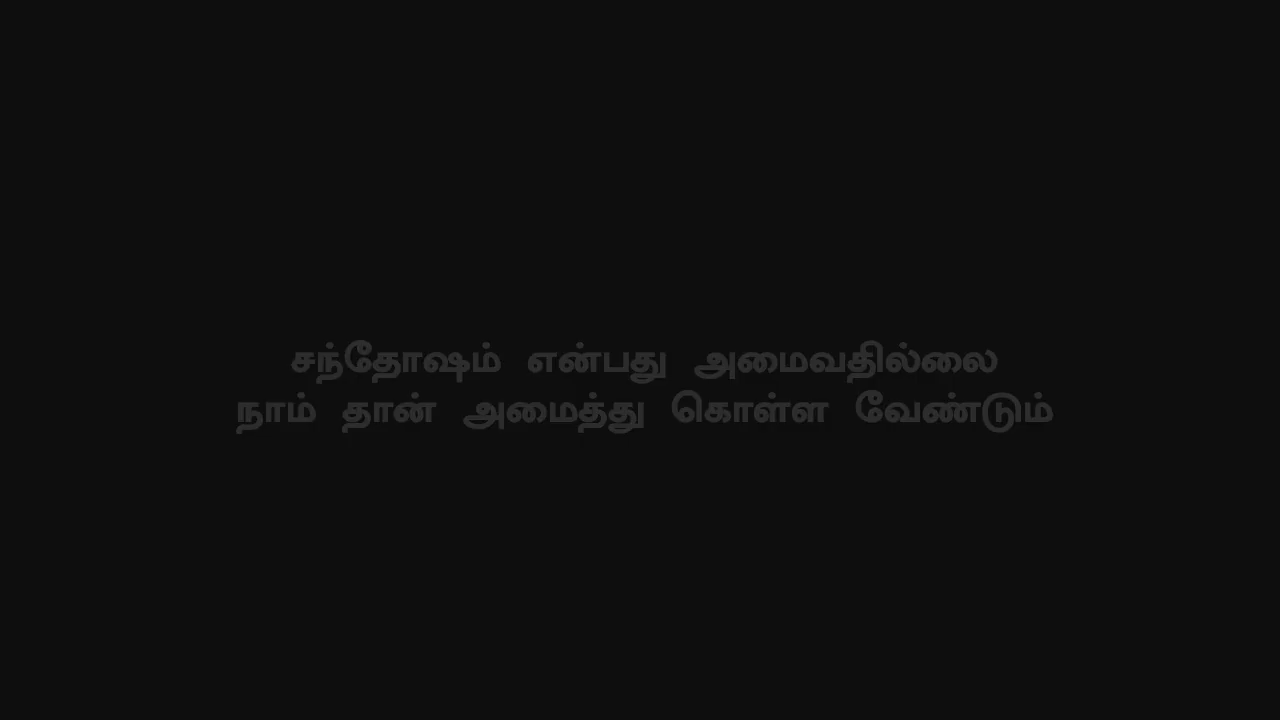 சந்தோஷம் என்பது அமைவதில்லை
நாம் தான் அமைத்து கொள்ள வேண்டும்